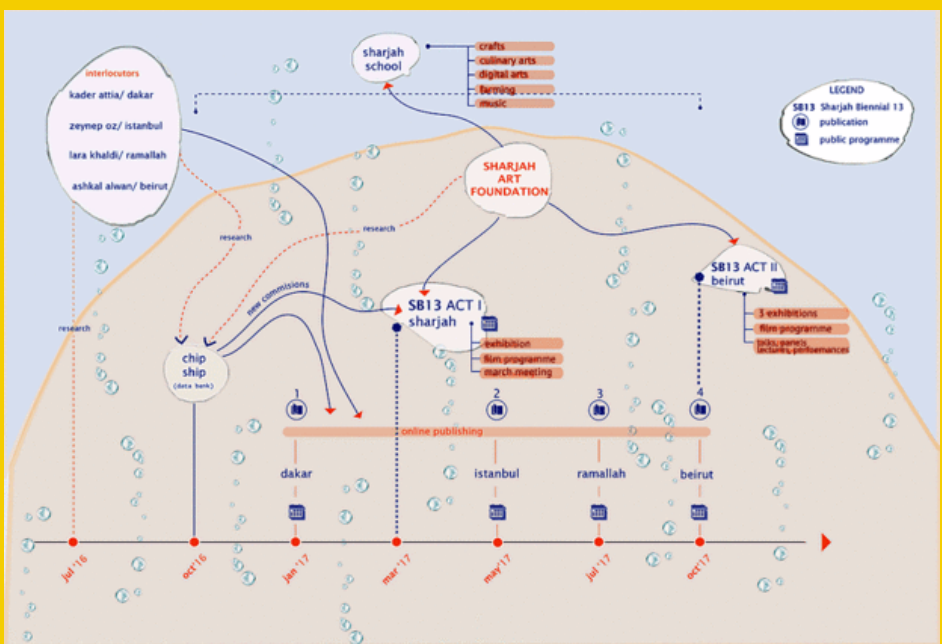 interlocutors
kader attia/ dakar
zeynep oz/ istanbul
lara khaldi/ ramallah
ashkal alwan/ beirut
sharjah
school
crafts
culinary arts
digital arts
farming
music
LEGEND
SB13 Sharjah Biennial 13
publication
public programme
SHARJAH
ART
FOUNDATION
research
research
research
new commisions
SB13 ACT I
sharjah
exhibition
film programme
march meeting
SB13 ACT II
beirut
3 exhibitions
film programme
talks, panels
lectures, performances
chip
ship
(data bank)
1
2
3
4
online publishing
dakar
istanbul
ramallah
beirut
jul '16
oct'16
jan '17
mar '17
may'17
jul '17
oct'17